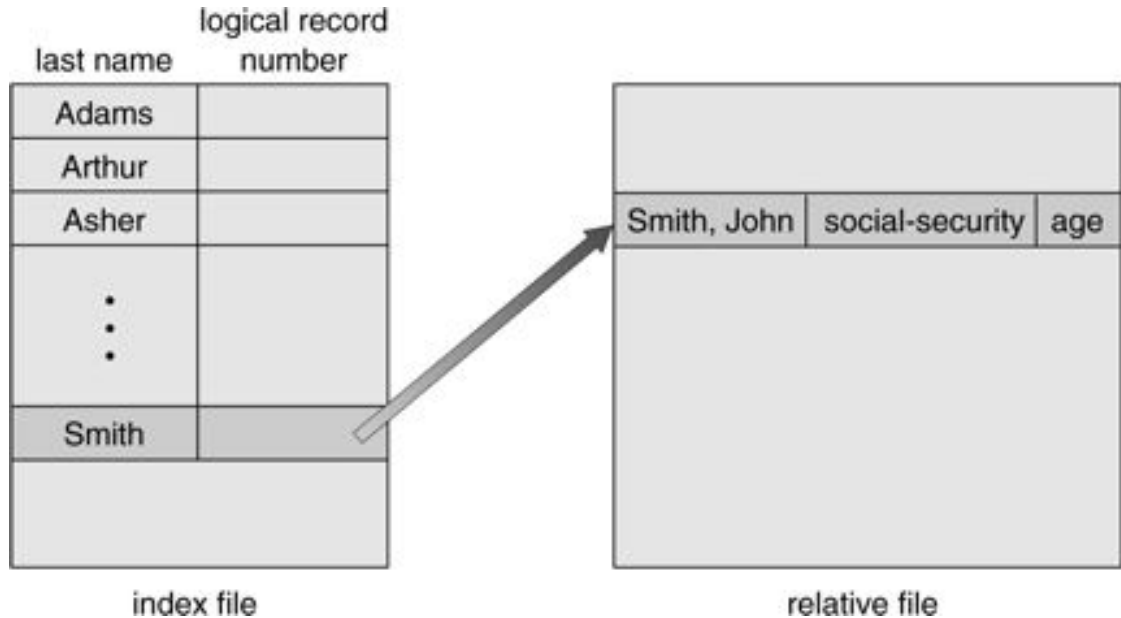 logical record
last name number
Adams
Arthur
Asher
Smith
index file
Smith, John social-security age
relative file